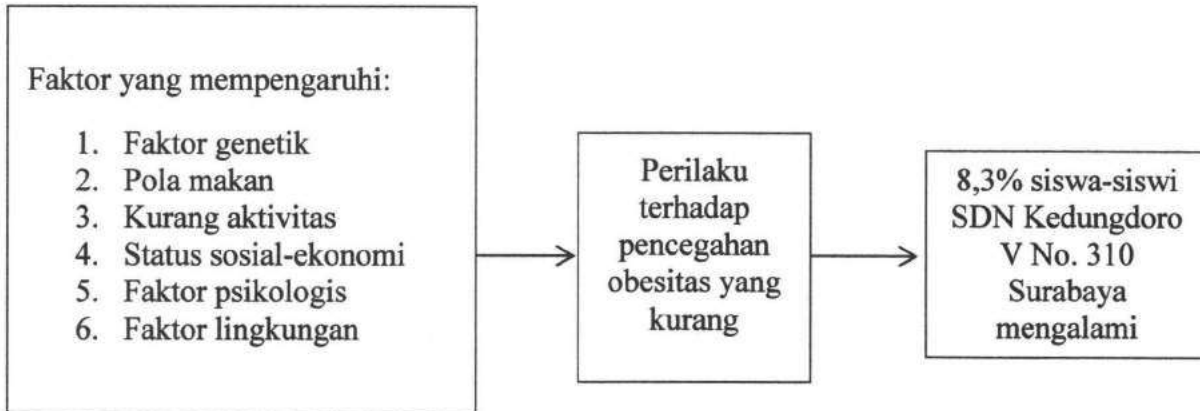 Faktor yang mempengaruhi:
1. Faktor genetik
2. Pola makan
3. Kurang aktivitas
4. Status sosial-ekonomi
5. Faktor psikologis
6. Faktor lingkungan
Perilaku
terhadap
pencegahan
obesitas yang
kurang
8,3% siswa-siswi
SDN Kedungdoro
V No. 310
Surabaya
mengalami